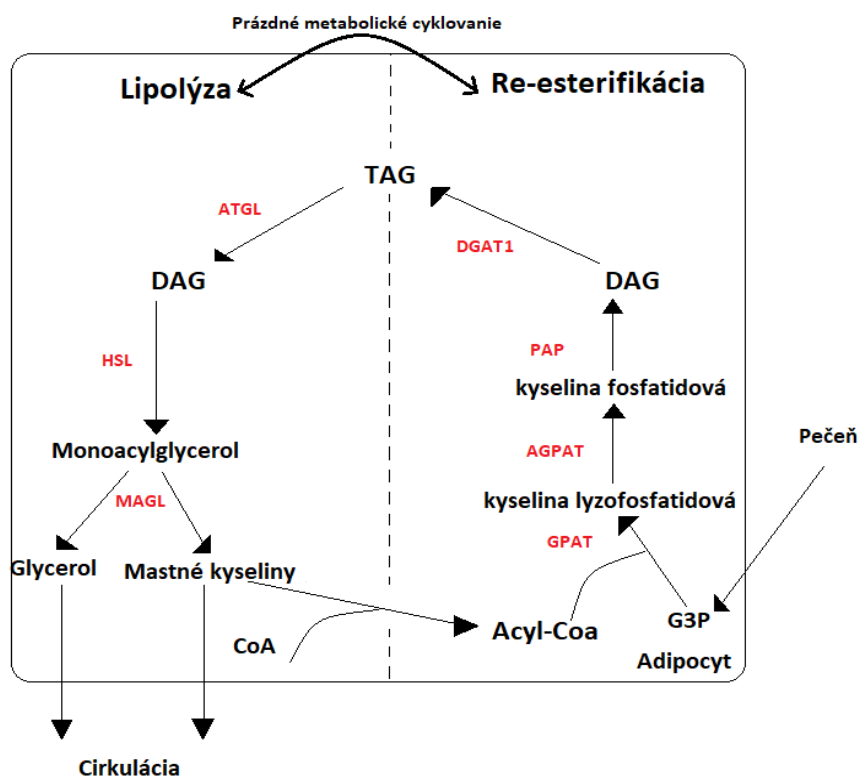 Prázdné metabolické cyklovanie
Lipolýza
Re-esterifikácia
TAG
ATGL
DGAT1
DAG
DAG
HSL
PAP
kyselina fosfatidová
Pečeň
Monoacylglycerol
AGPAT
MAGL
kyselina lyzofosfatidová
GPAT
Glycerol
Mastné kyseliny
G3P
Acyl-Coa
CoA
Adipocyt
Cirkulácia